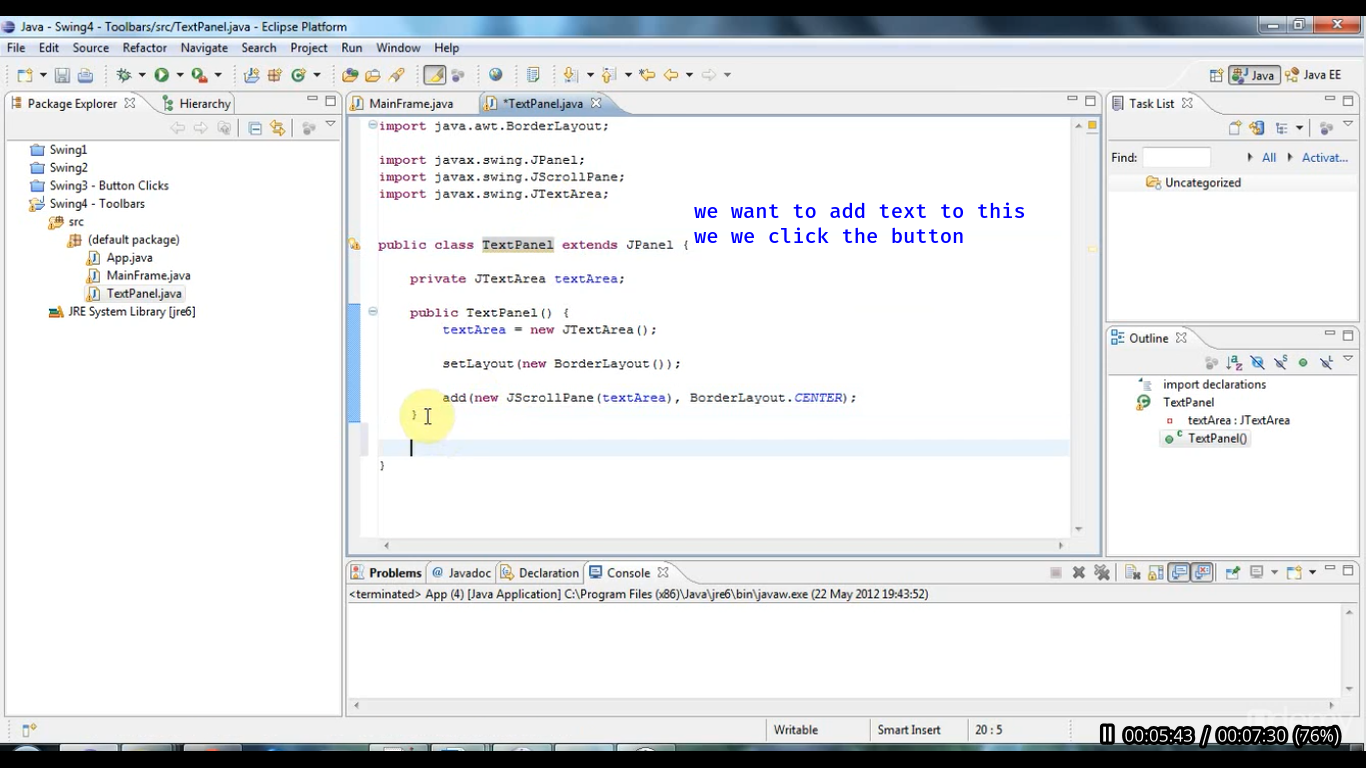 Java - Swing4 - Toolbars/src/TextPanel.java - Eclipse Platform
File Edit Source Refactor Navigate Search Project Run Window Help
Java Java EE
Package Explorer Hierarchy
MainFrame.java *TextPanel.java
Task List
Swing1
Swing2
Swing3 - Button Clicks
Swing4 - Toolbars
src
(default package)
App.java
MainFrame.java
TextPanel.java
JRE System Library [jre6]
import java.awt.BorderLayout;
import javax.swing.JPanel;
import javax.swing.JScrollPane;
import javax.swing.JTextArea;
public class TextPanel extends JPanel {
private JTextArea textArea;
public TextPanel() {
textArea = new JTextArea();
setLayout(new BorderLayout());
add(new JScrollPane(textArea), BorderLayout.CENTER);
}
}
we want to add text to this
we we click the button
Find: All Activat...
Uncategorized
Outline
import declarations
TextPanel
textArea : JTextArea
TextPanel()
Problems @ Javadoc Declaration Console
<terminated> App (4) [Java Application] C:\Program Files (x86)\Java\jre6\bin\javaw.exe (22 May 2012 19:43:52)
Writable Smart Insert 20 : 5
00:05:43 / 00:07:30 (76%)